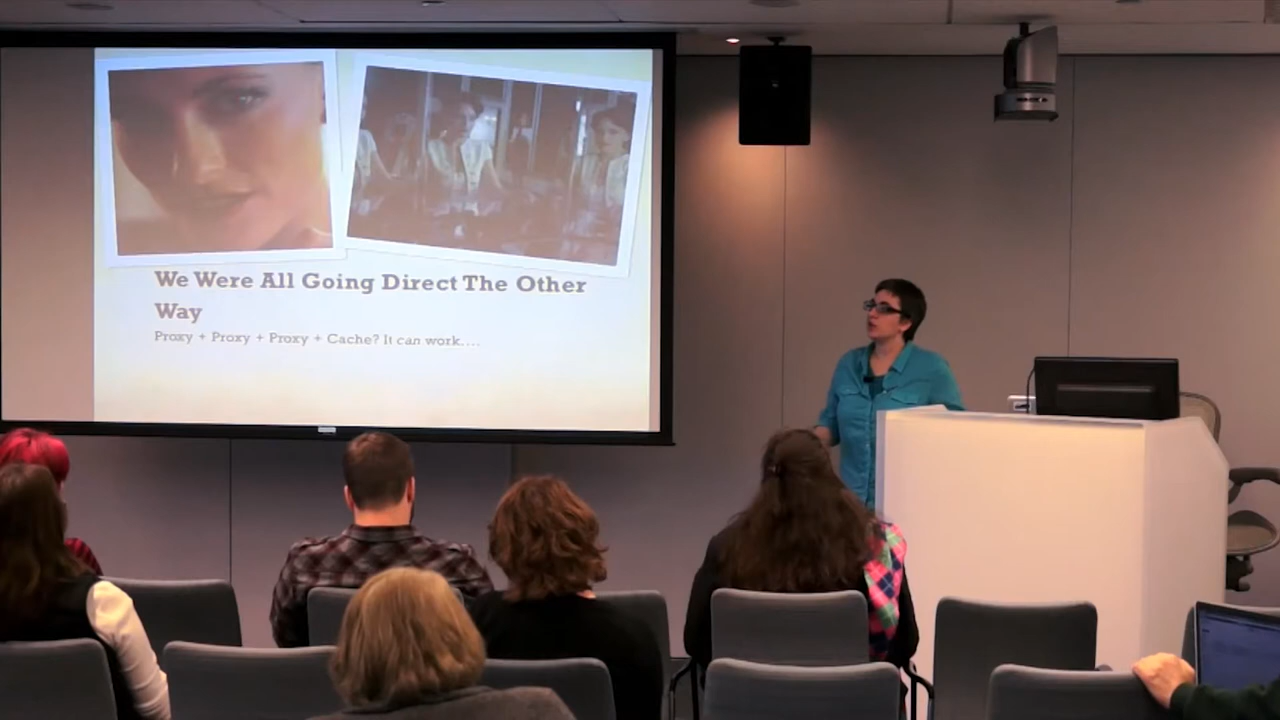 We Were All Going Direct The Other
Way
Proxy + Proxy + Proxy + Cache? It can work....